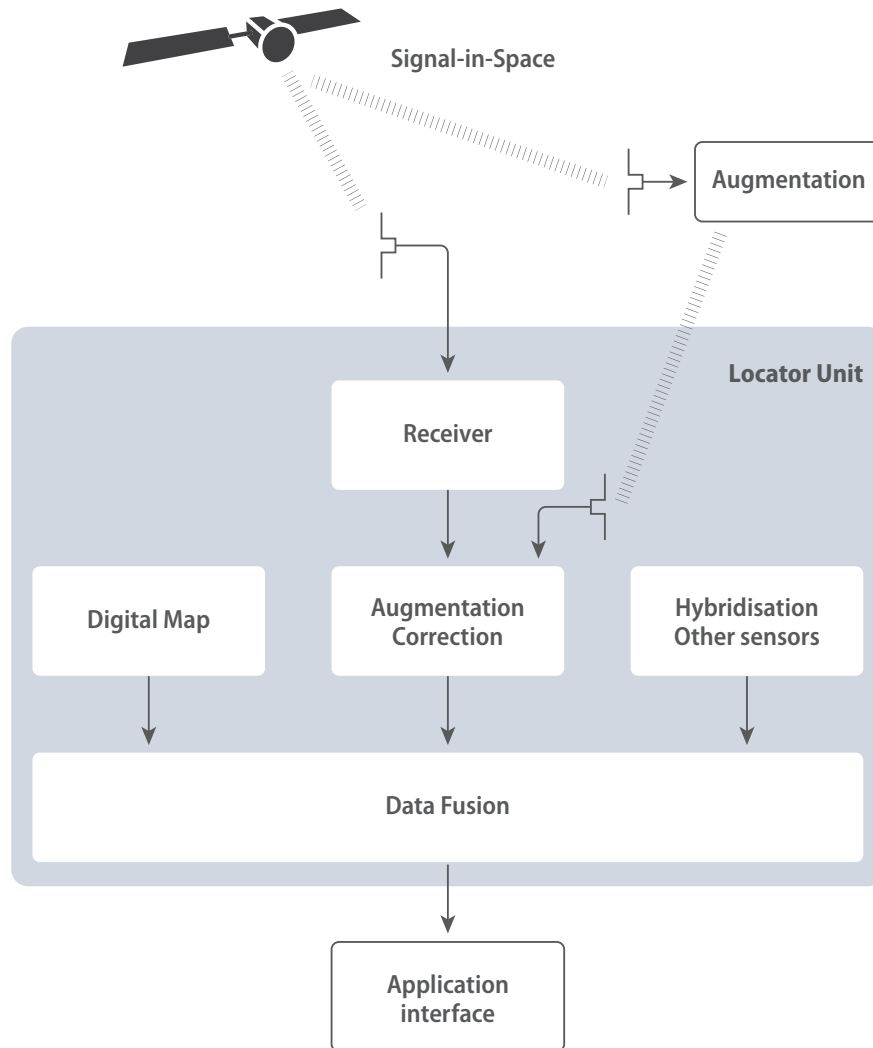 Signal-in-Space
Augmentation
Locator Unit
Receiver
Digital Map
Augmentation
Correction
Hybridisation
Other sensors
Data Fusion
Application
interface